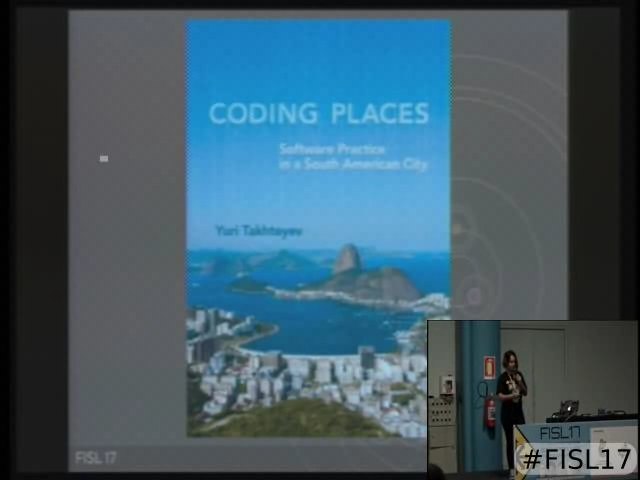 CODING PLACES
Software Practice
in a South American City
Yuri Takhteyev
FISL 17
FISL17
#FISL17